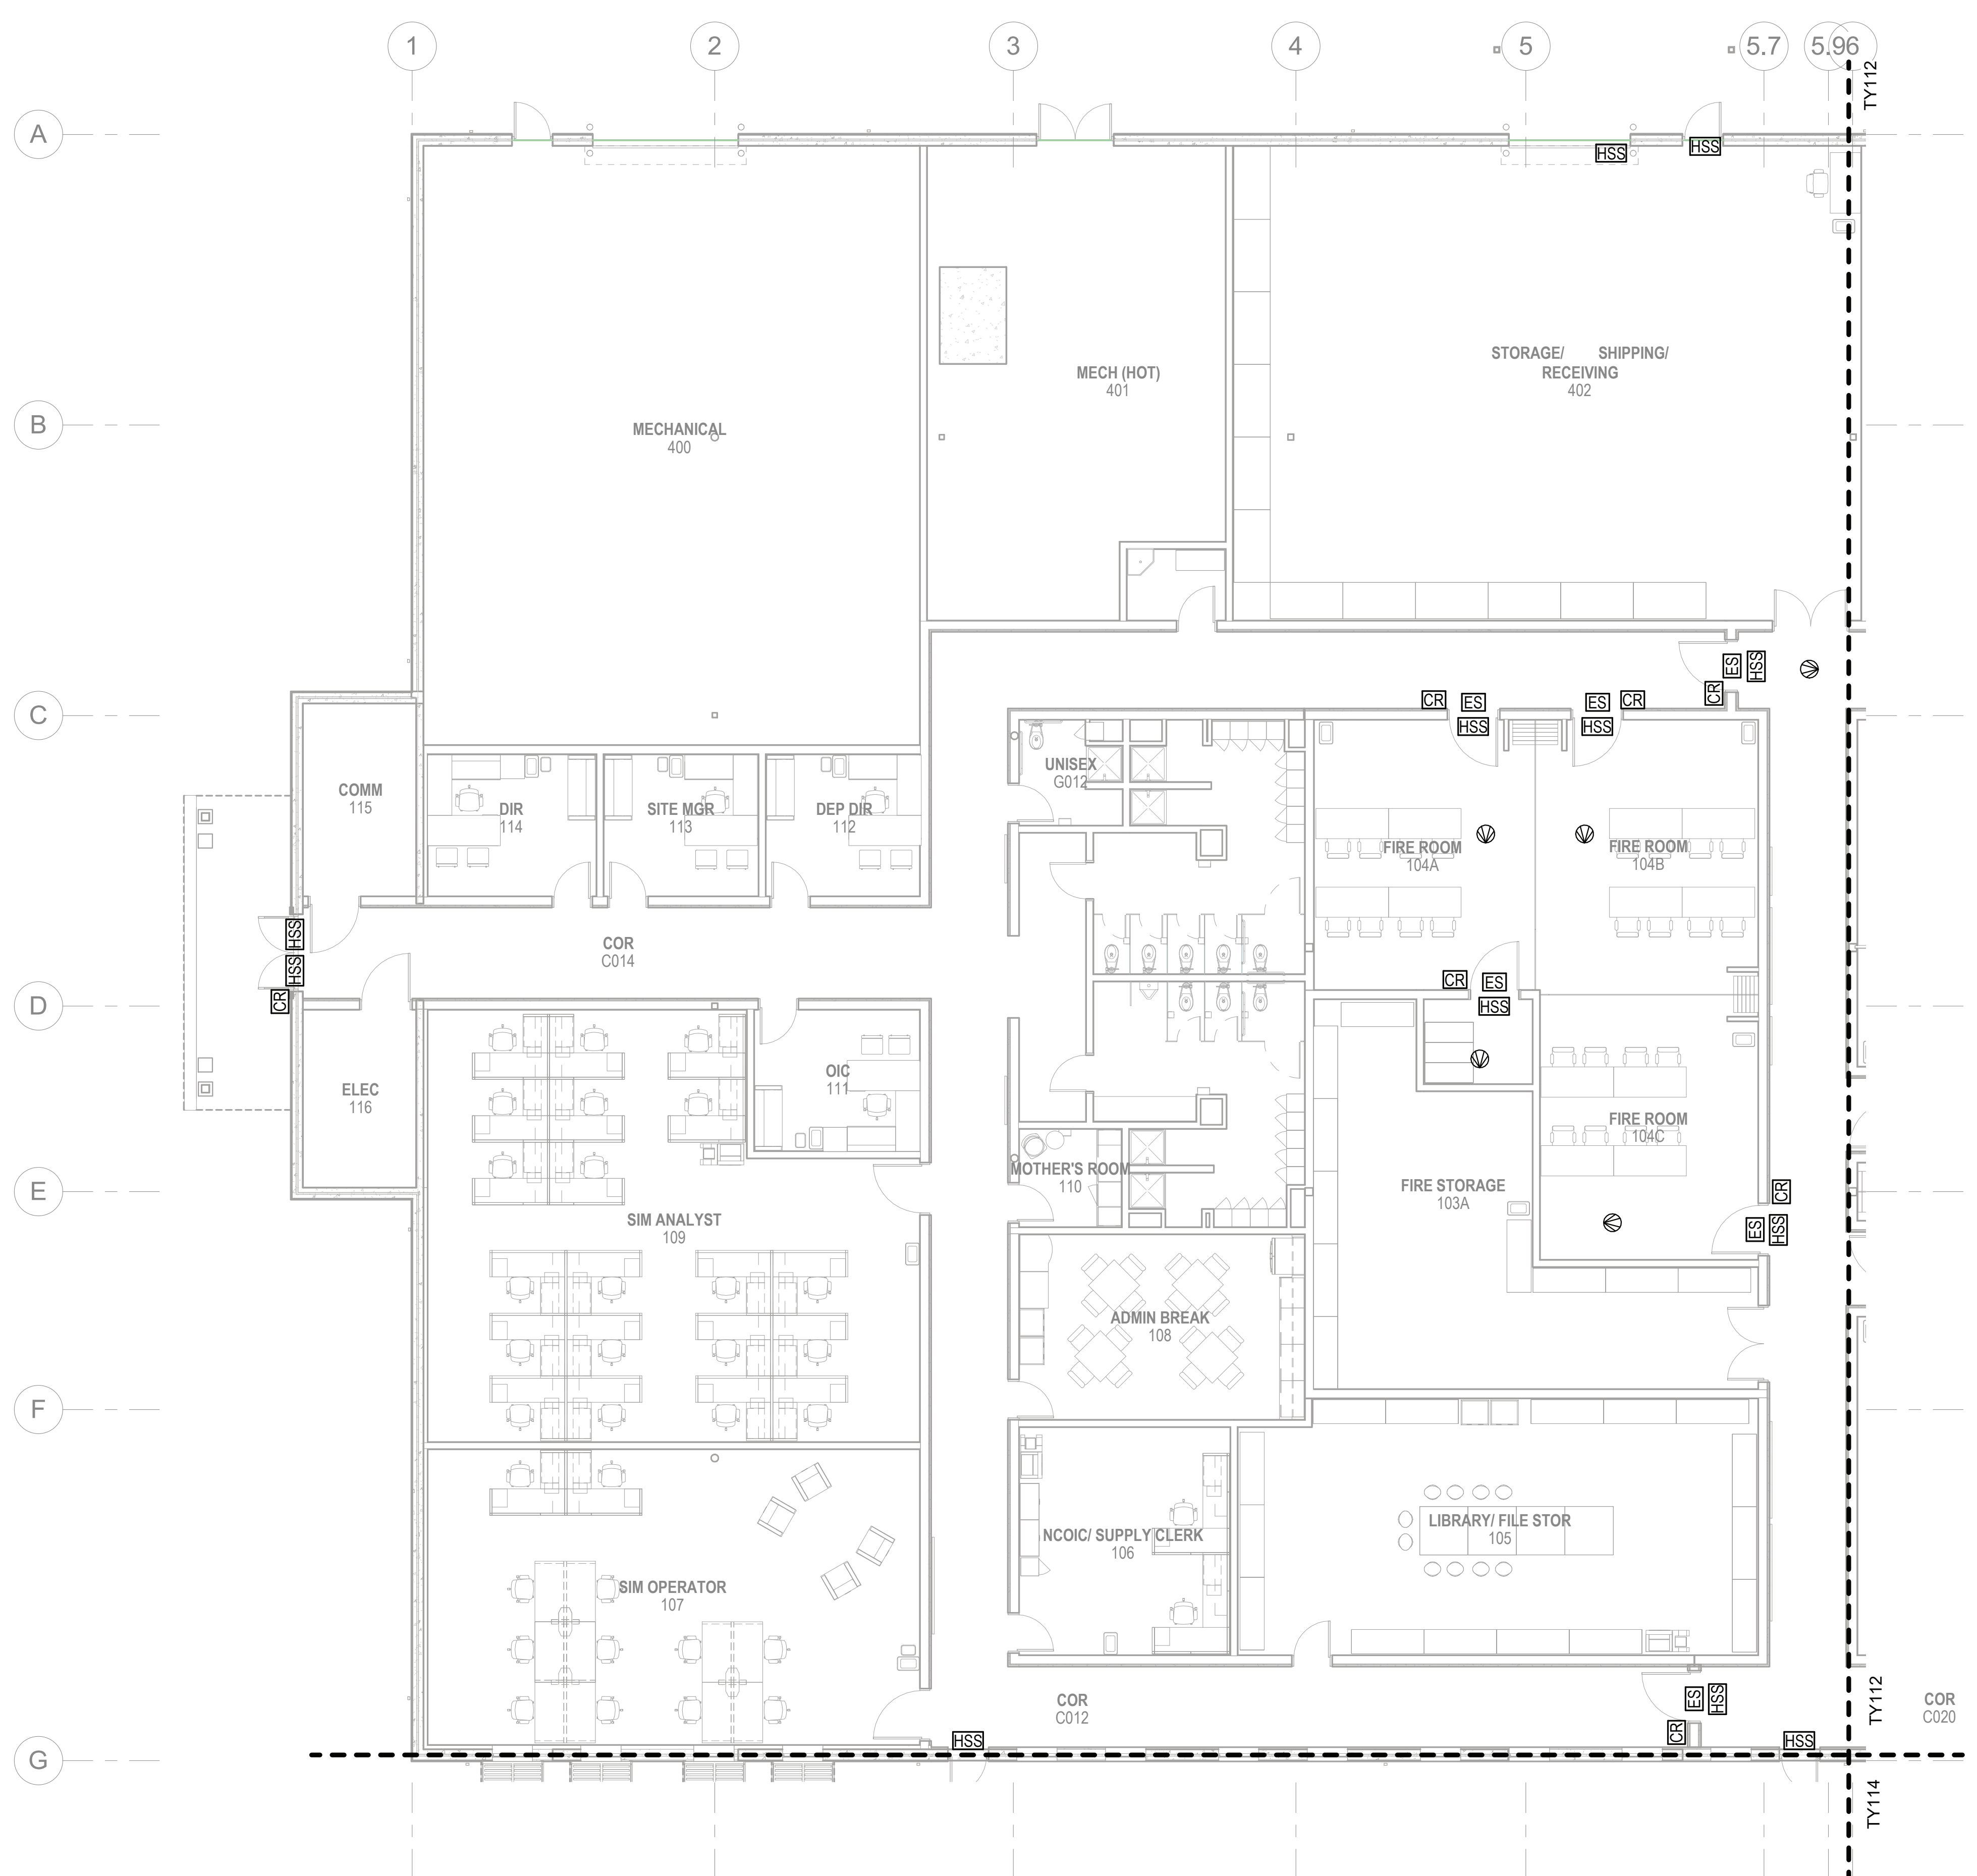 1
2
3
4
5
5.7
5.9
6
TY112
A
HSS
HSS
STORAGE/ SHIPPING/
RECEIVING
402
MECH (HOT)
401
B
MECHANICAL
400
ES
HSS
CR
C
CR
ES
HSS
ES
CR
HSS
UNISEX
G012
COMM
115
DIR
114
SITE MGR
113
DEP DIR
112
FIRE ROOM
104A
FIRE ROOM
104B
HSS
HSS
CR
COR
C014
D
CR
ES
HSS
ELEC
116
OIC
111
FIRE ROOM
104C
E
MOTHER'S ROOM
110
FIRE STORAGE
103A
CR
ES
HSS
SIM ANALYST
109
ADMIN BREAK
108
F
NCOIC/ SUPPLY CLERK
106
LIBRARY/ FILE STOR
105
SIM OPERATOR
107
COR
C012
ES
HSS
CR
TY112
COR
C020
G
HSS
HSS
TY114